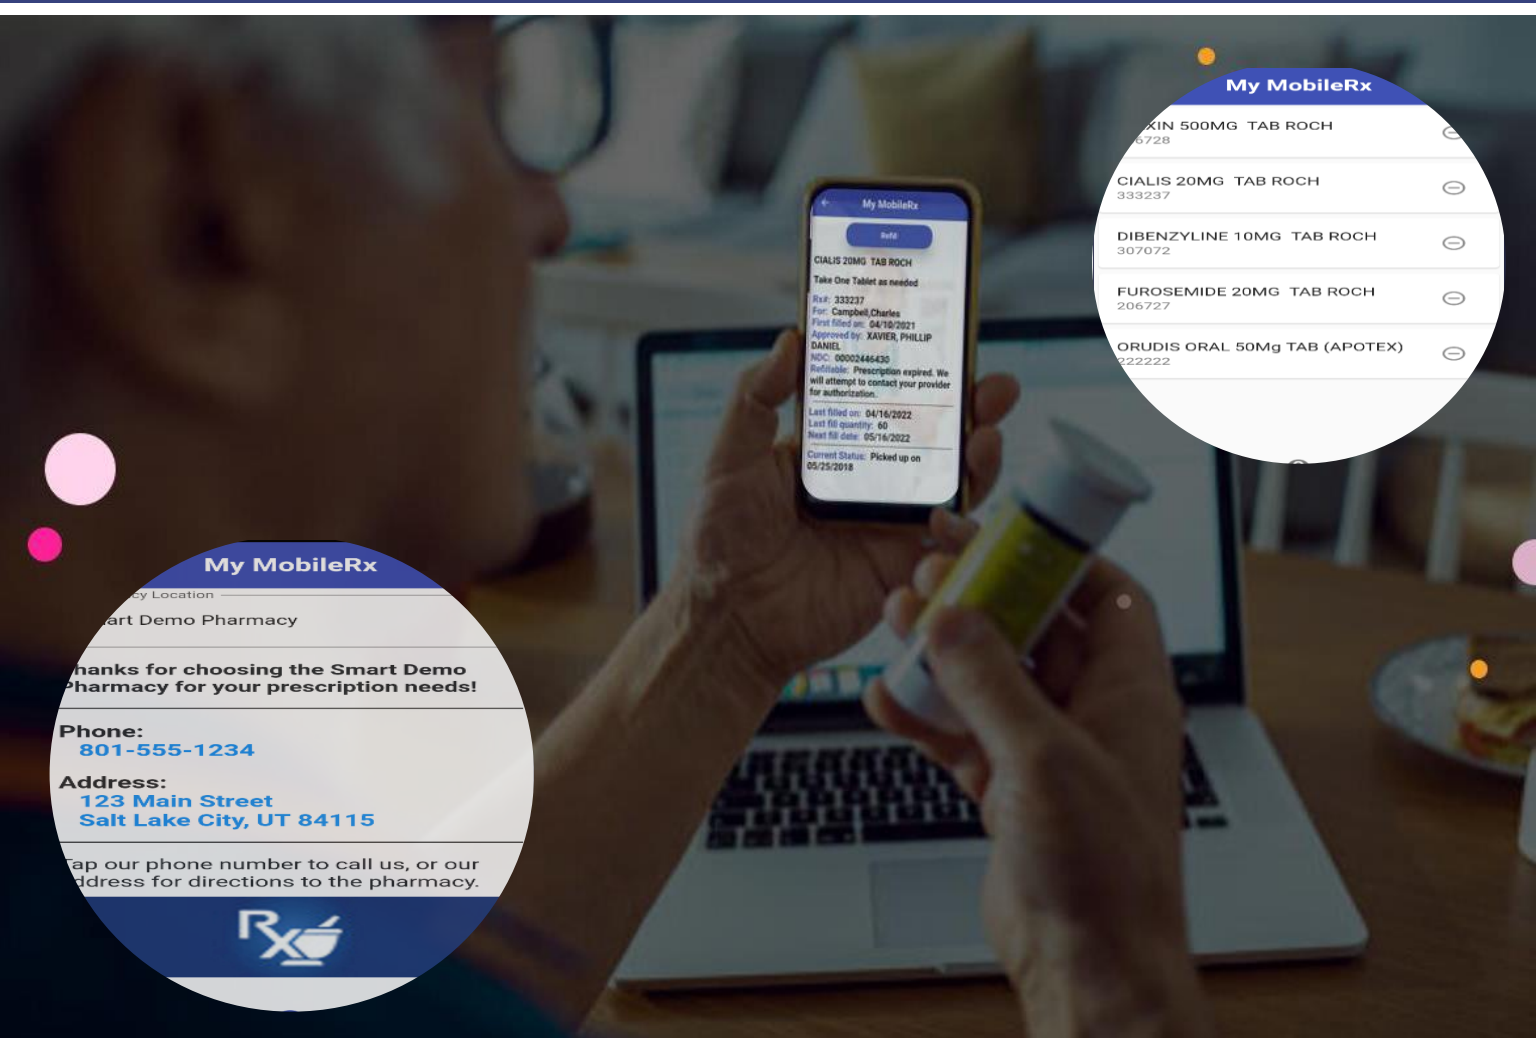 My MobileRx
XIN 500MG TAB ROCH
6728
CIALIS 20MG TAB ROCH
333237
DIBENZYLINE 10MG TAB ROCH
307072
FUROSEMIDE 20MG TAB ROCH
206727
ORUDIS ORAL 50Mg TAB (APOTEX)
222222
My MobileRx
Refill
CIALIS 20MG TAB ROCH
Take One Tablet as needed
Rx#: 333237
For: Campbell,Charles
First filled on: 04/10/2021
Approved by: XAVIER, PHILLIP
DANIEL
NDC: 00002446430
Refillable: Prescription expired. We
will attempt to contact your provider
for authorization.
Last filled on: 04/16/2022
Last fill quantity: 60
Next fill date: 05/16/2022
Current Status: Picked up on
05/25/2018
My MobileRx
cy Location
art Demo Pharmacy
hanks for choosing the Smart Demo
Pharmacy for your prescription needs!
Phone:
801-555-1234
Address:
123 Main Street
Salt Lake City, UT 84115
Tap our phone number to call us, or our
ddress for directions to the pharmacy.
Rx